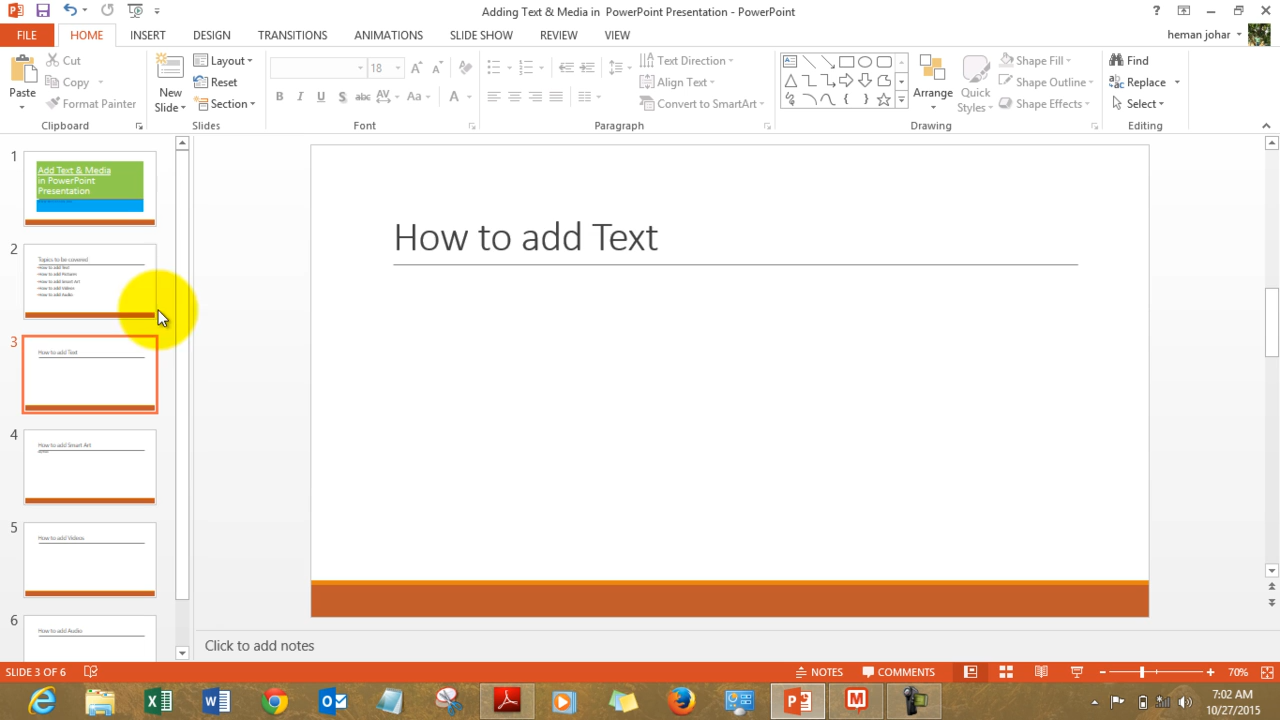 Adding Text & Media in PowerPoint Presentation - PowerPoint
?
FILE HOME INSERT DESIGN TRANSITIONS ANIMATIONS SLIDE SHOW REVIEW VIEW
heman johar
Paste
Cut
Copy
Format Painter
Clipboard
New
Slide
Layout
Reset
Section
Slides
18
B I U S abc AV Aa A
Font
Text Direction
Align Text
Convert to SmartArt
Paragraph
Arrange
Quick
Styles
Shape Fill
Shape Outline
Shape Effects
Drawing
Find
Replace
Select
Editing
1
Add Text & Media
in PowerPoint
Presentation
2
Topics to be covered
•How to add Text
•How to add Pictures
•How to add Smart Art
•How to add Videos
•How to add Audio
3
How to add Text
4
How to add Smart Art
5
How to add Videos
6
How to add Audio
How to add Text
Click to add notes
SLIDE 3 OF 6
NOTES
COMMENTS
70%
7:02 AM
10/27/2015